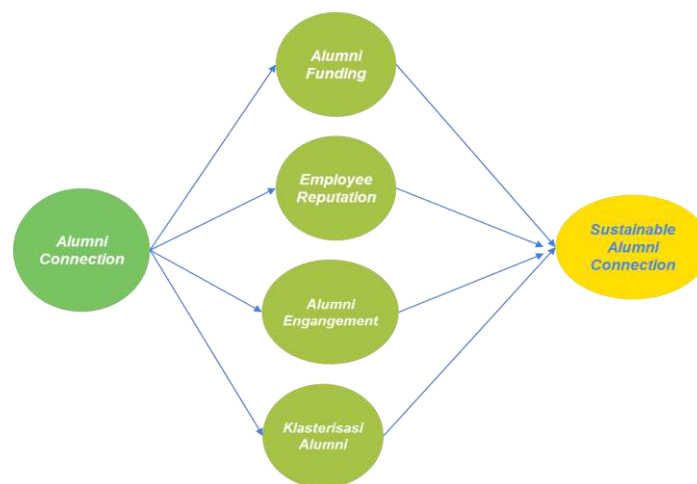 Alumni
Funding
Employee
Reputation
Alumni
Connection
Sustainable
Alumni
Connection
Alumni
Engangement
Klasterisasi
Alumni